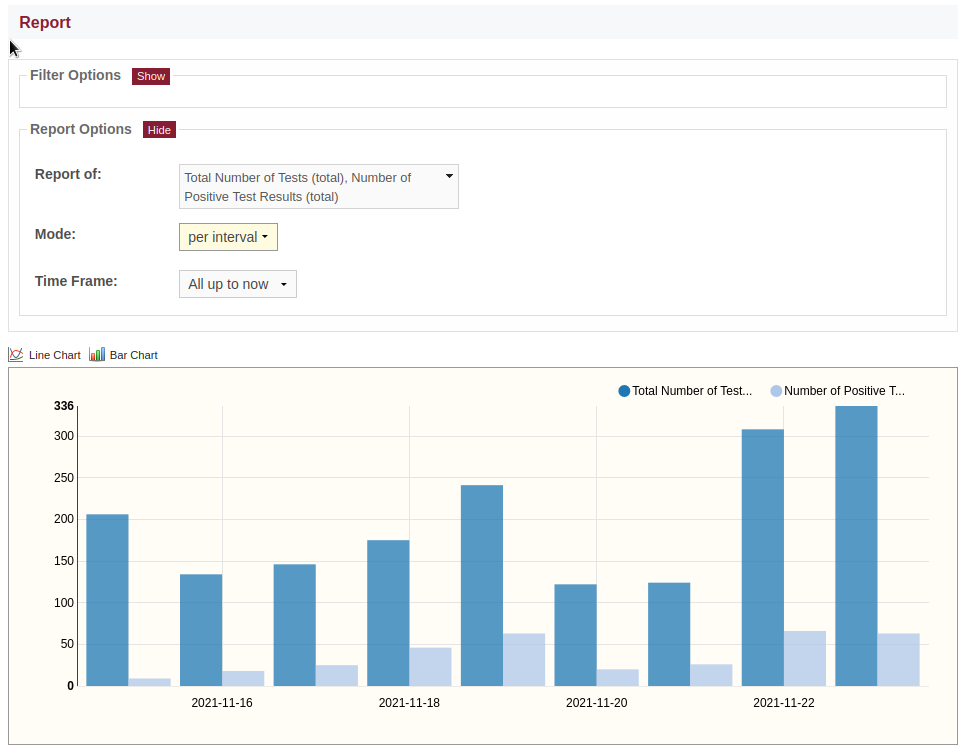 Report
Filter Options Show
Report Options Hide
Report of:
Total Number of Tests (total), Number of
Positive Test Results (total)
Mode:
per interval
Time Frame:
All up to now
Line Chart Bar Chart
Total Number of Test... Number of Positive T...
336
300
250
200
150
100
50
0
2021-11-16 2021-11-18 2021-11-20 2021-11-22